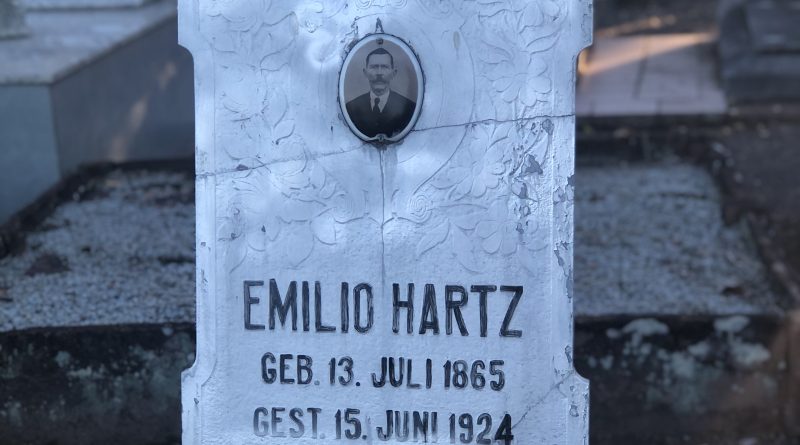 EMILIO HARTZ
GEB. 13. JULI 1865
GEST. 15. JUNI 1924